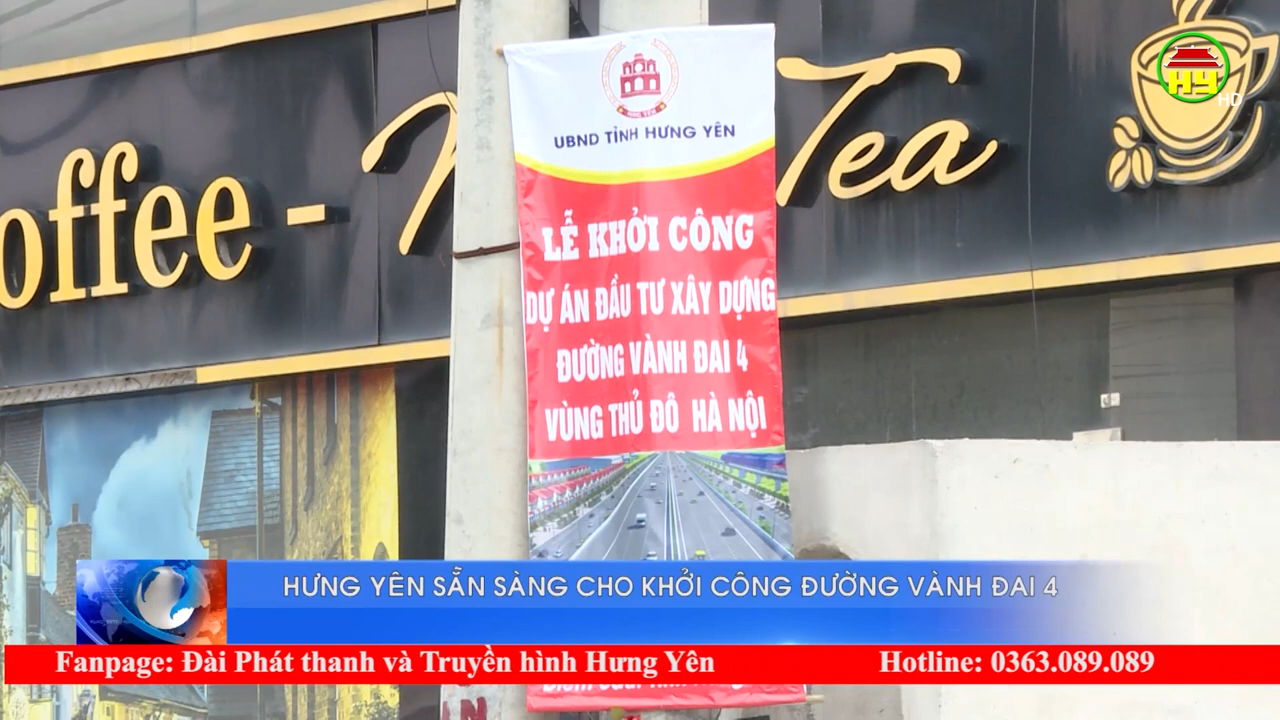 offee -
Tea
HY
HD
HƯNG YÊN
UBND TỈNH HƯNG YÊN
LỄ KHỞI CÔNG
DỰ ÁN ĐẦU TƯ XÂY DỰNG
ĐƯỜNG VÀNH ĐAI 4
VÙNG THỦ ĐÔ HÀ NỘI
HƯNG YÊN SẴN SÀNG CHO KHỞI CÔNG ĐƯỜNG VÀNH ĐAI 4
Fanpage: Đài Phát thanh và Truyền hình Hưng Yên
Hotline: 0363.089.089